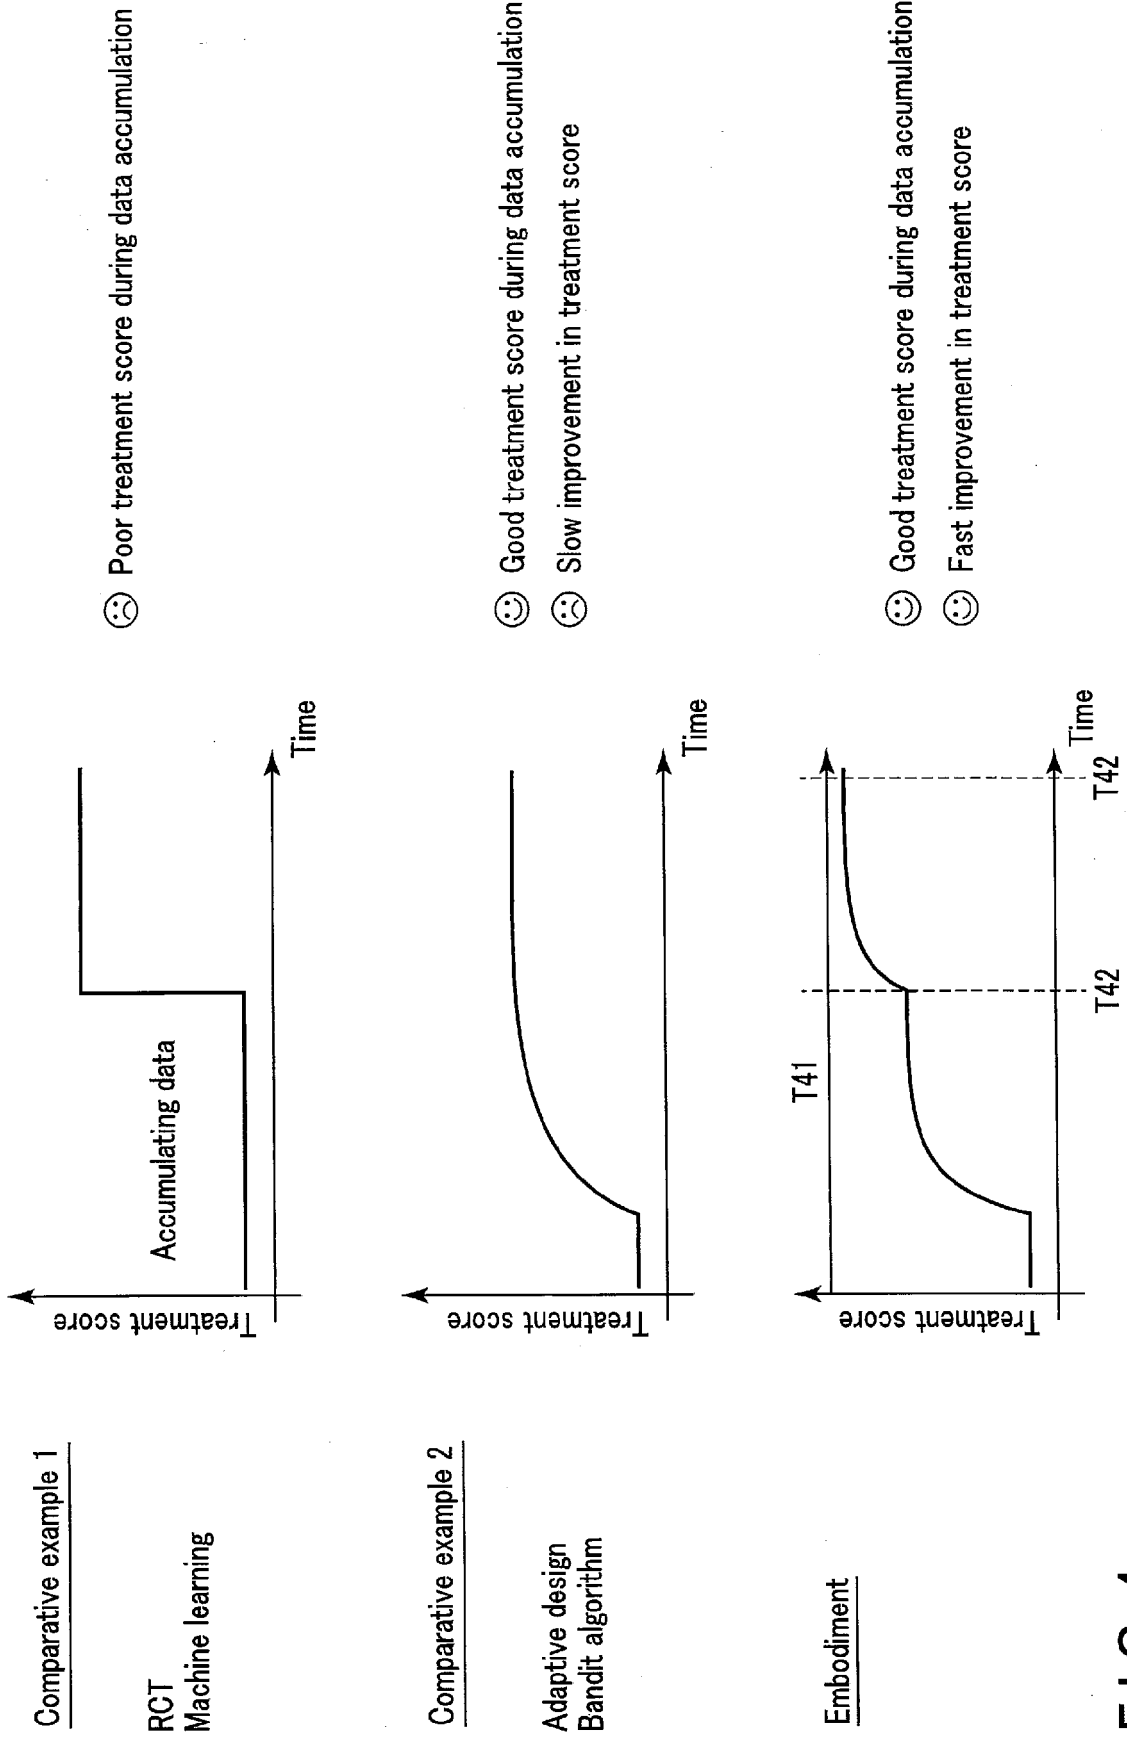 Comparative example 1
RCT
Machine learning
Treatment score
Accumulating data
Time
Poor treatment score during data accumulation
Comparative example 2
Adaptive design
Bandit algorithm
Treatment score
Time
Good treatment score during data accumulation
Slow improvement in treatment score
Embodiment
Treatment score
T41
T42
T42
Time
Good treatment score during data accumulation
Fast improvement in treatment score